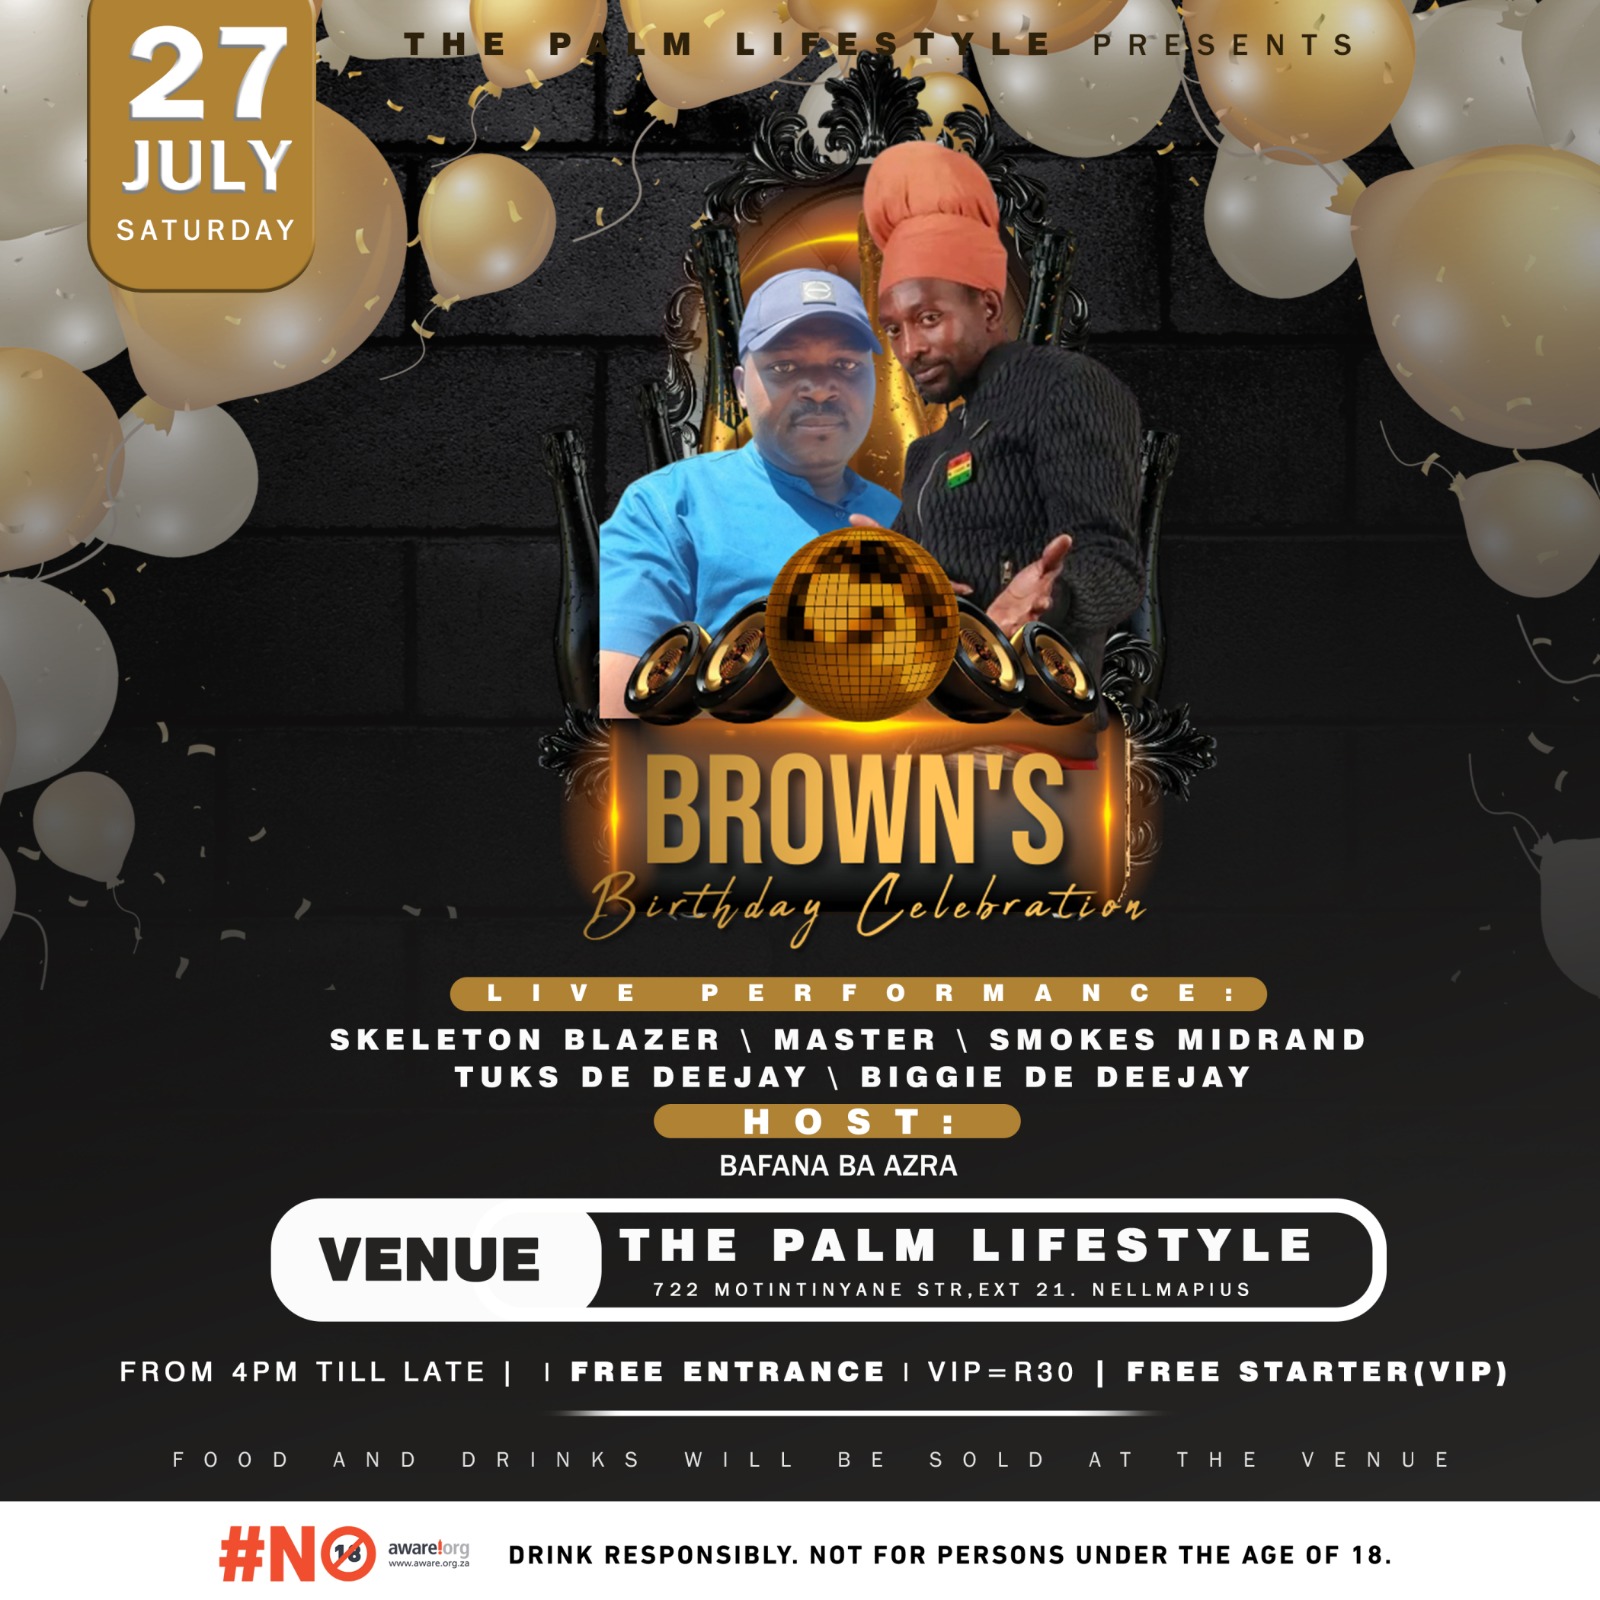 27
JULY
SATURDAY
THE PALM LIFESTYLE PRESENTS
BROWN'S
Birthday Celebration
LIVE PERFORMANCE:
SKELETON BLAZER \ MASTER \ SMOKES MIDRAND
TUKS DE DEEJAY \ BIGGIE DE DEEJAY
HOST:
BAFANA BA AZRA
VENUE
THE PALM LIFESTYLE
722 MOTINTINYANE STR,EXT 21. NELLMAPIUS
FROM 4PM TILL LATE | | FREE ENTRANCE | VIP=R30 | FREE STARTER(VIP)
FOOD AND DRINKS WILL BE SOLD AT THE VENUE
#NO 18
aware!org
www.aware.org.za
DRINK RESPONSIBLY. NOT FOR PERSONS UNDER THE AGE OF 18.